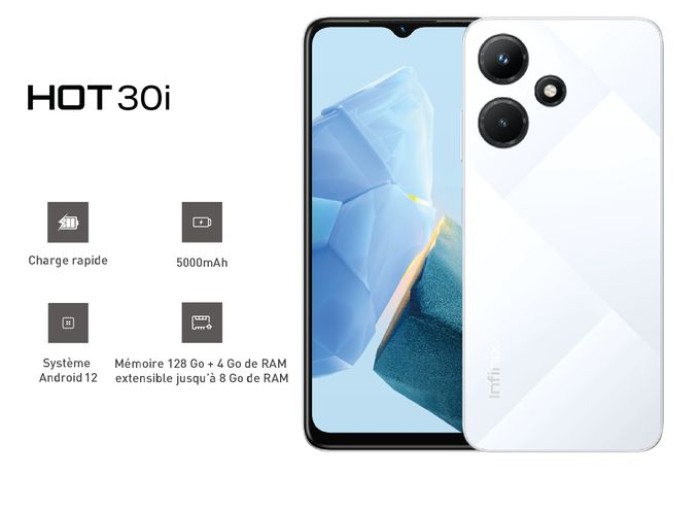 HOT 30i
Charge rapide
5000mAh
Système
Android 12
Mémoire 128 Go + 4 Go de RAM
extensible jusqu'à 8 Go de RAM
Infinix